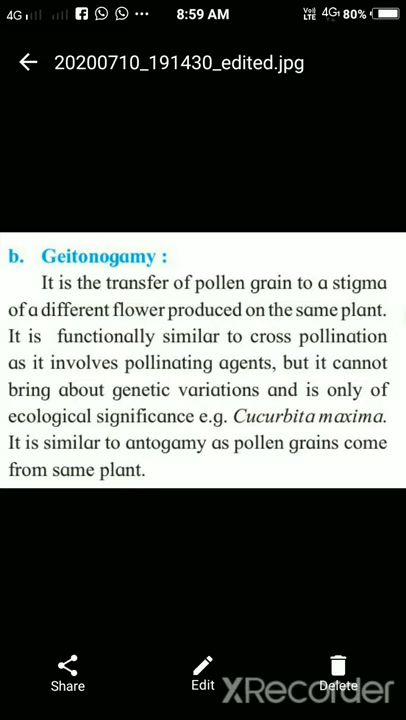 4G 8:59 AM VoI) LTE 4G 80%
20200710_191430_edited.jpg
b. Geitonogamy :
It is the transfer of pollen grain to a stigma
of a different flower produced on the same plant.
It is functionally similar to cross pollination
as it involves pollinating agents, but it cannot
bring about genetic variations and is only of
ecological significance e.g. Cucurbita maxima.
It is similar to antogamy as pollen grains come
from same plant.
Share Edit Delete
XRecorder